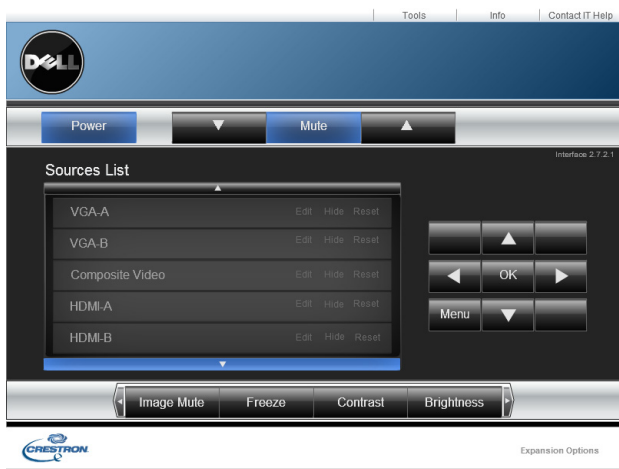 Tools Info Contact IT Help
DELL
Power Mute
Interface 2.7.2.1
Sources List
VGA-A Edit Hide Reset
VGA-B Edit Hide Reset
Composite Video Edit Hide Reset
HDMI-A Edit Hide Reset
HDMI-B Edit Hide Reset
OK
Menu
Image Mute Freeze Contrast Brightness
CRESTRON
Expansion Options